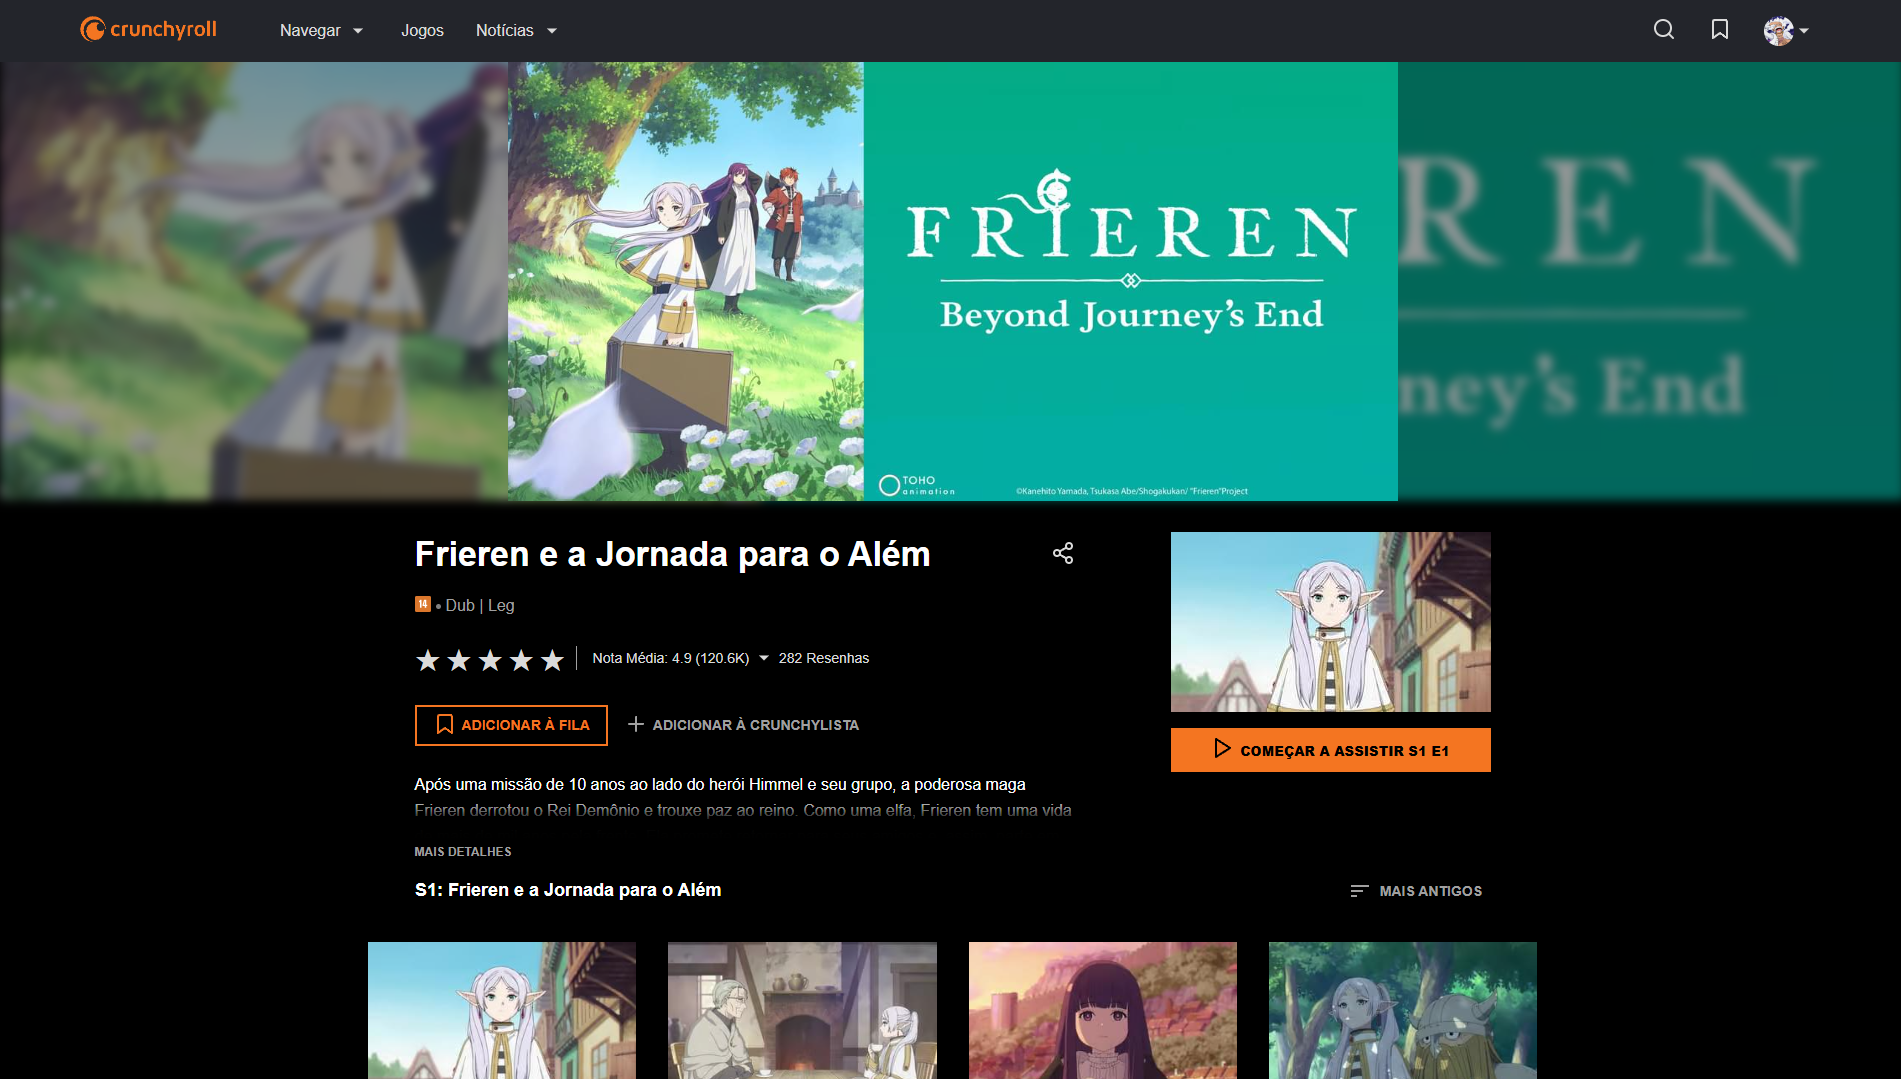 crunchyroll
Navegar
Jogos
Notícias
FRIEREN
Beyond Journey's End
REN
ney's End
TOHO
animation
©Kanehito Yamada, Tsukasa Abe/Shogakukan/ "Frieren"Project
Frieren e a Jornada para o Além
14 • Dub | Leg
Nota Média: 4.9 (120.6K)
282 Resenhas
ADICIONAR À FILA
ADICIONAR À CRUNCHYLISTA
COMEÇAR A ASSISTIR S1 E1
Após uma missão de 10 anos ao lado do herói Himmel e seu grupo, a poderosa maga
Frieren derrotou o Rei Demônio e trouxe paz ao reino. Como uma elfa, Frieren tem uma vida
MAIS DETALHES
S1: Frieren e a Jornada para o Além
MAIS ANTIGOS